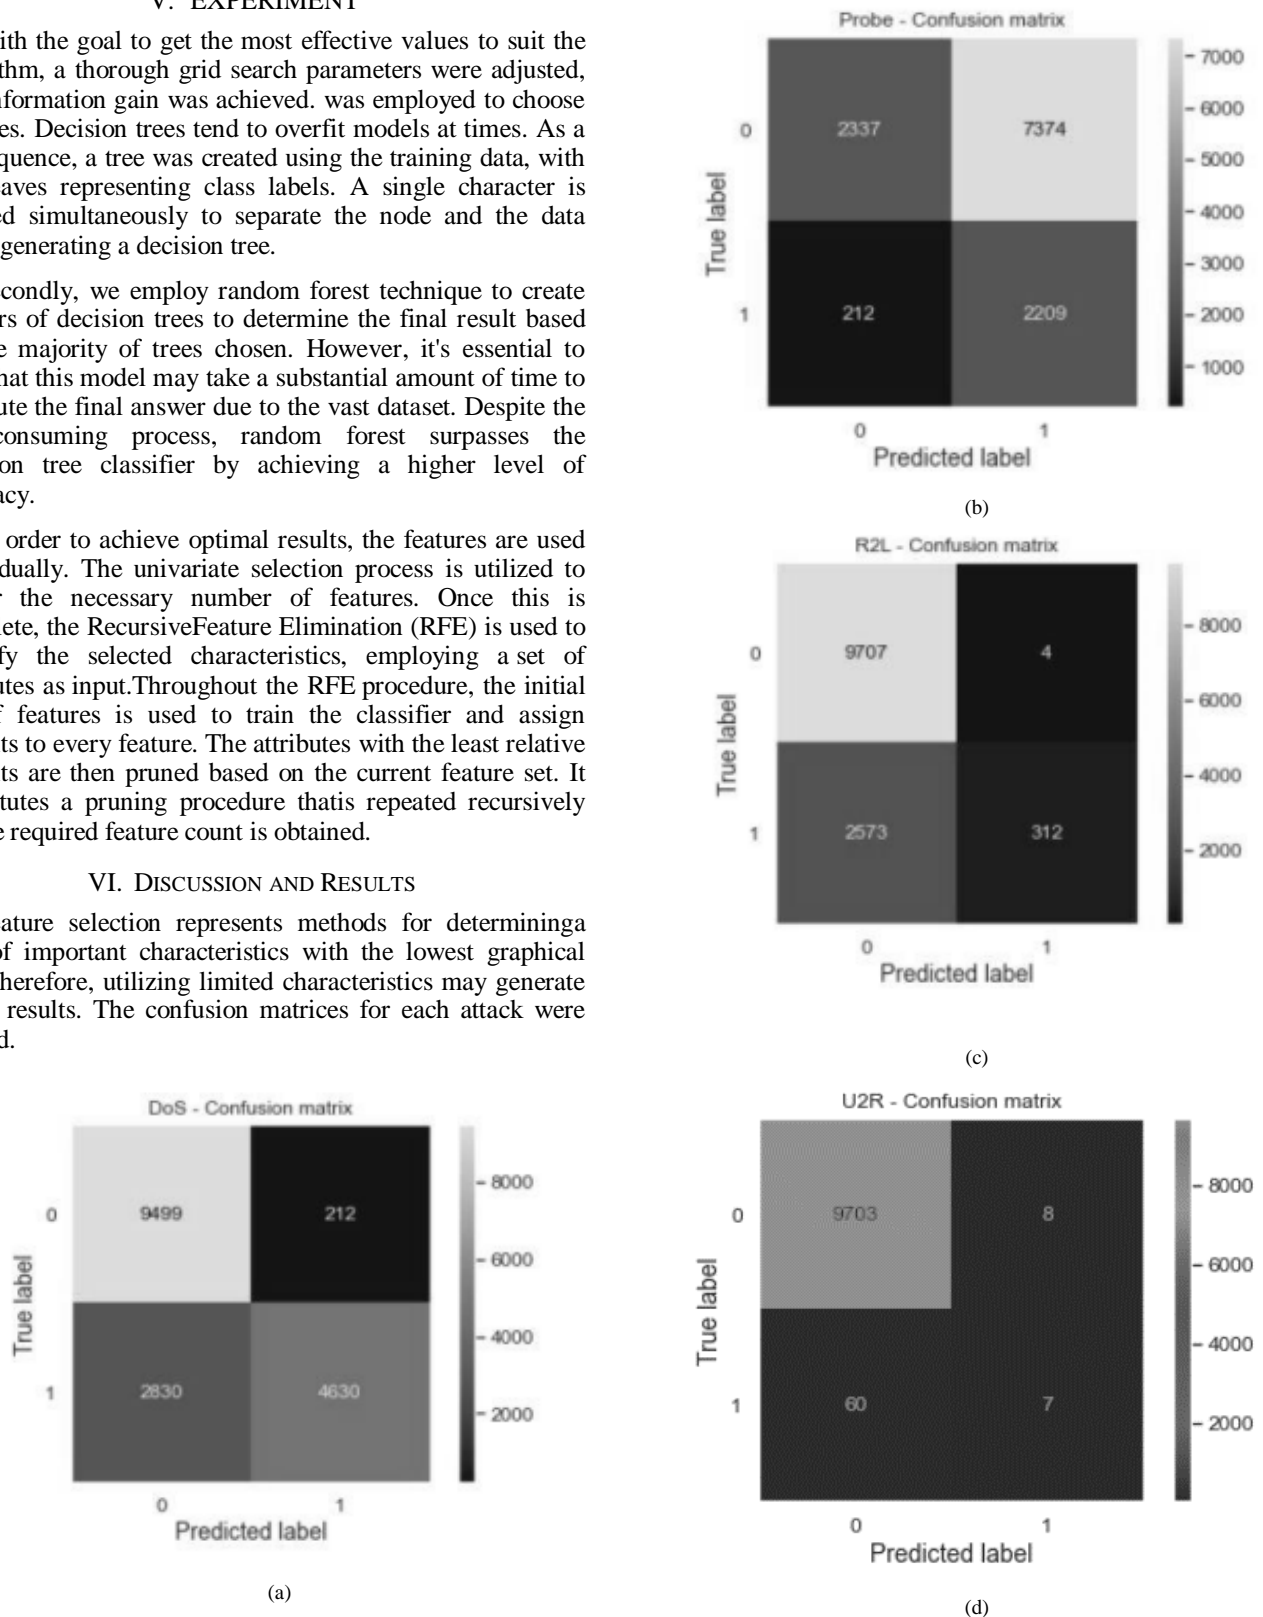 V. EXPERIMENT
ith the goal to get the most effective values to suit the
thm, a thorough grid search parameters were adjusted,
nformation gain was achieved. was employed to choose
es. Decision trees tend to overfit models at times. As a
quence, a tree was created using the training data, with
aves representing class labels. A single character is
ed simultaneously to separate the node and the data
generating a decision tree.
condly, we employ random forest technique to create
rs of decision trees to determine the final result based
e majority of trees chosen. However, it's essential to
hat this model may take a substantial amount of time to
ute the final answer due to the vast dataset. Despite the
consuming process, random forest surpasses the
on tree classifier by achieving a higher level of
acy.
order to achieve optimal results, the features are used
dually. The univariate selection process is utilized to
r the necessary number of features. Once this is
lete, the RecursiveFeature Elimination (RFE) is used to
fy the selected characteristics, employing a set of
utes as input.Throughout the RFE procedure, the initial
f features is used to train the classifier and assign
ts to every feature. The attributes with the least relative
ts are then pruned based on the current feature set. It
tutes a pruning procedure thatis repeated recursively
e required feature count is obtained.
VI. DISCUSSION AND RESULTS
ature selection represents methods for determininga
of important characteristics with the lowest graphical
herefore, utilizing limited characteristics may generate
results. The confusion matrices for each attack were
d.
DoS - Confusion matrix
True label
0
9499
212
1
2830
4630
0
1
Predicted label
8000
6000
4000
2000
(a)
Probe - Confusion matrix
True label
0
2337
7374
1
212
2209
0
1
Predicted label
7000
6000
5000
4000
3000
2000
1000
(b)
R2L - Confusion matrix
True label
0
9707
4
1
2573
312
0
1
Predicted label
8000
6000
4000
2000
(c)
U2R - Confusion matrix
True label
0
9703
8
1
60
7
0
1
Predicted label
8000
6000
4000
2000
(d)